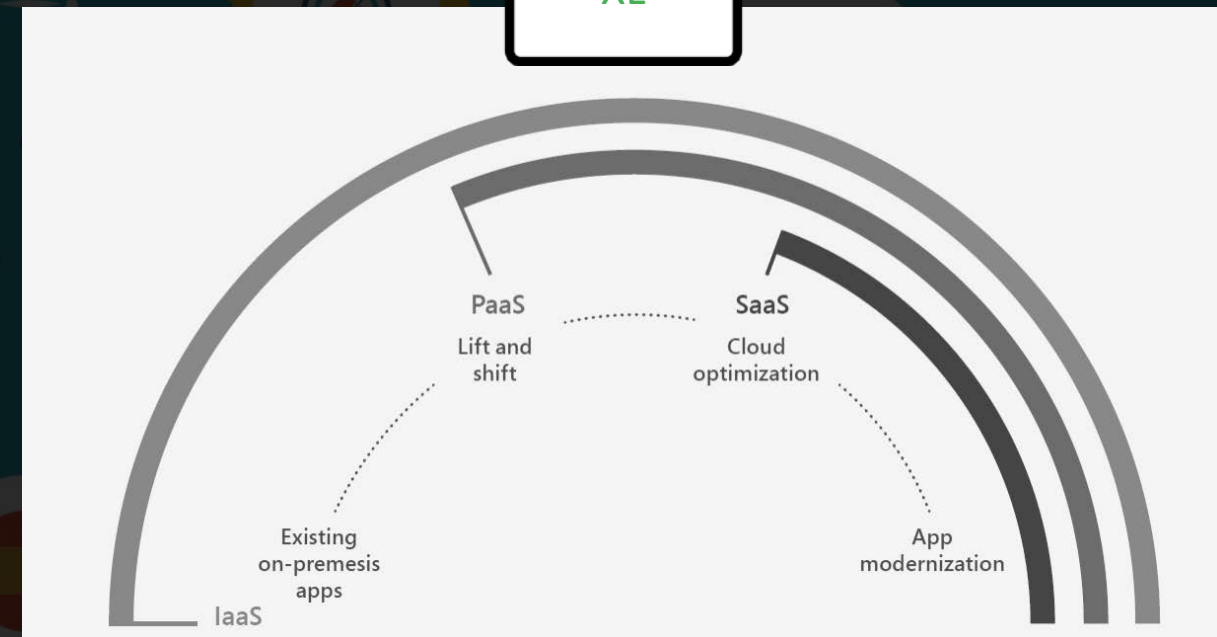 PaaS
Lift and
shift
SaaS
Cloud
optimization
Existing
on-premesis
apps
App
modernization
IaaS